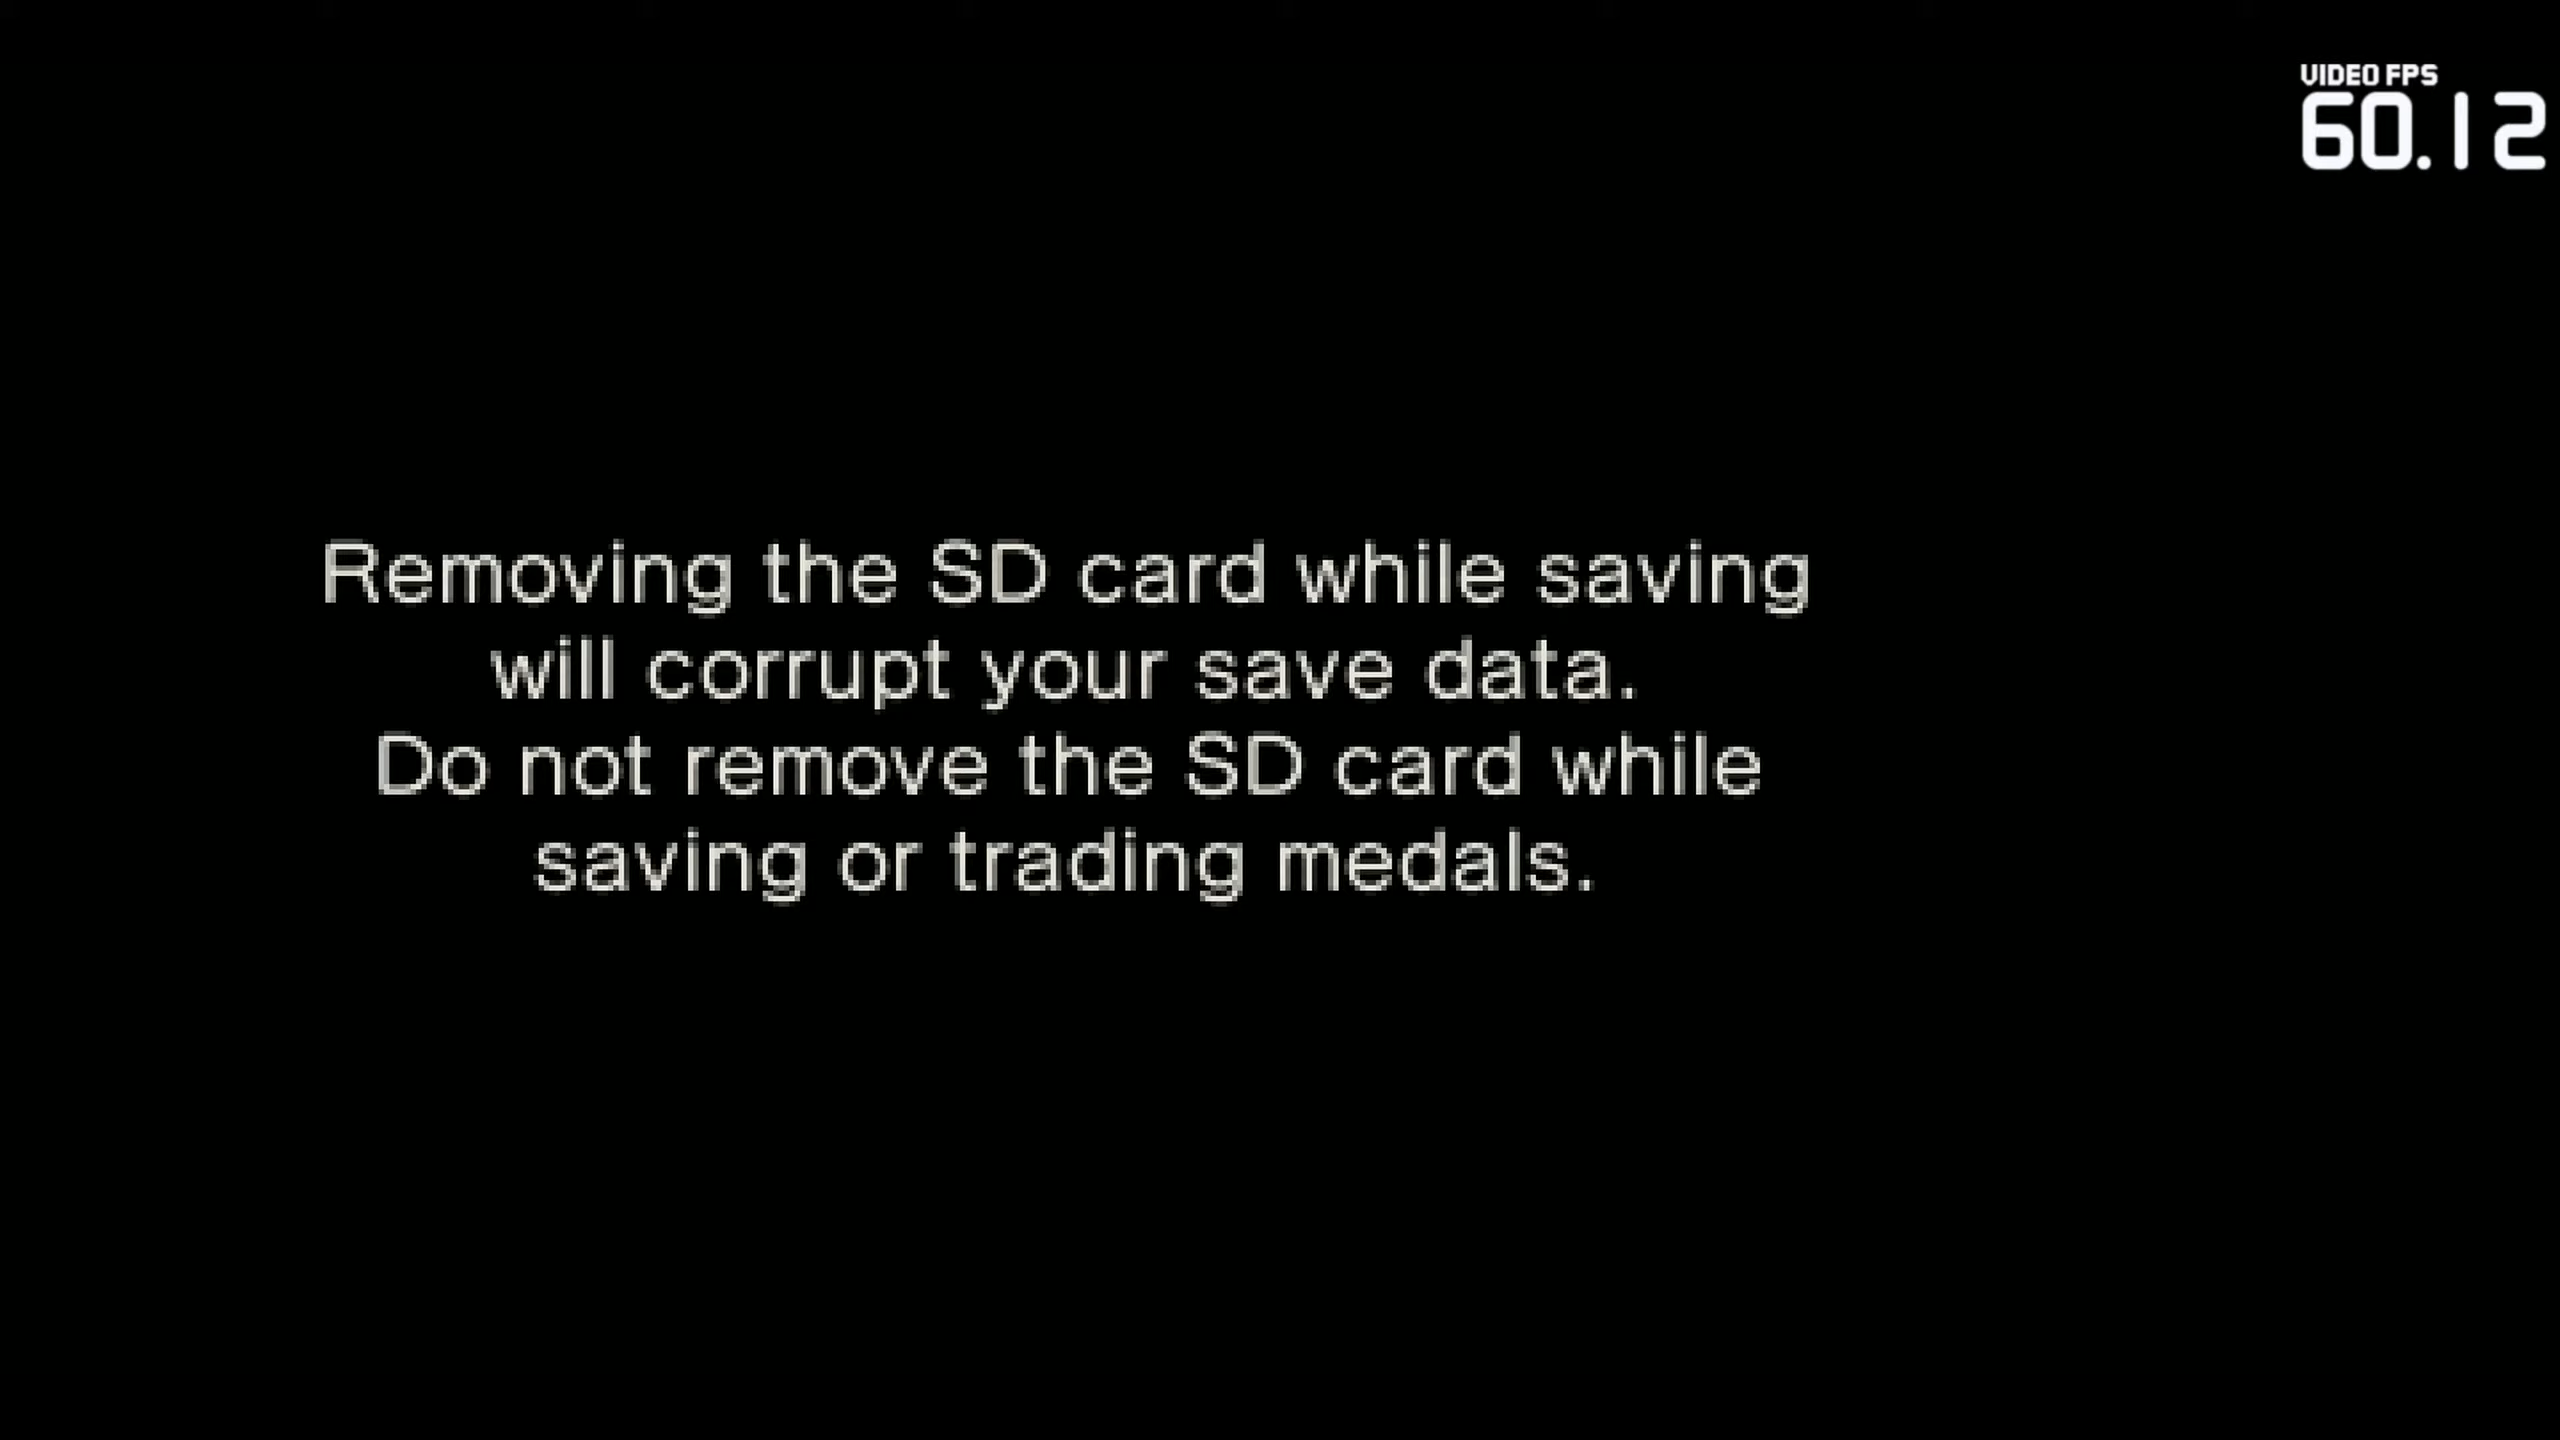 VIDEO FPS
60.12
Removing the SD card while saving
will corrupt your save data.
Do not remove the SD card while
saving or trading medals.